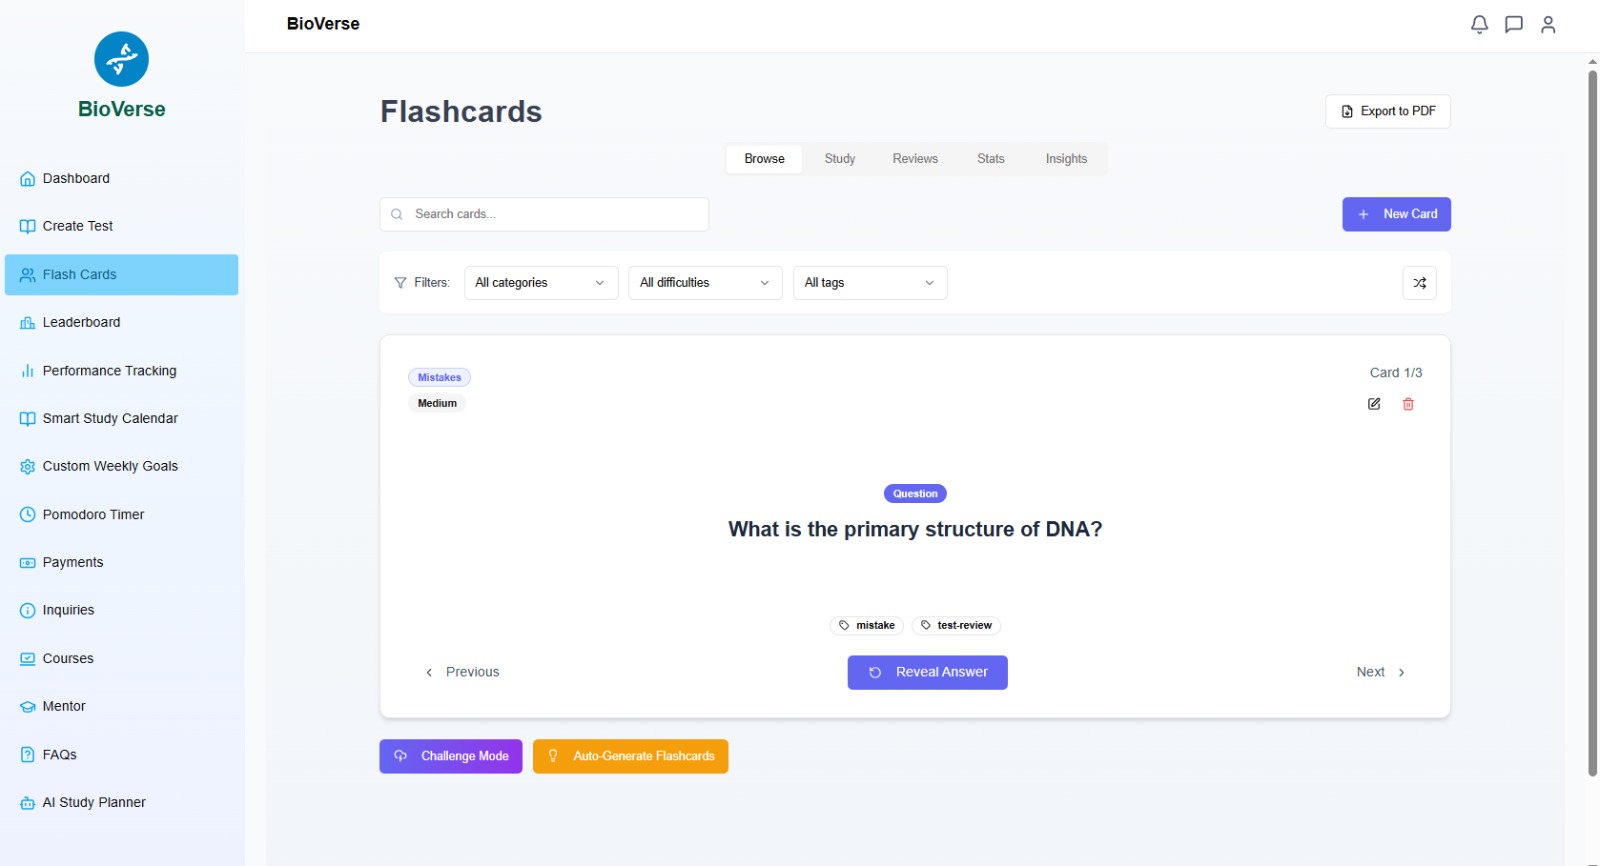 BioVerse
BioVerse
Dashboard
Create Test
Flash Cards
Leaderboard
Performance Tracking
Smart Study Calendar
Custom Weekly Goals
Pomodoro Timer
Payments
Inquiries
Courses
Mentor
FAQs
AI Study Planner
Flashcards
Export to PDF
Browse Study Reviews Stats Insights
Search cards...
New Card
Filters: All categories All difficulties All tags
Mistakes
Card 1/3
Medium
Question
What is the primary structure of DNA?
mistake test-review
Previous Reveal Answer Next
Challenge Mode Auto-Generate Flashcards